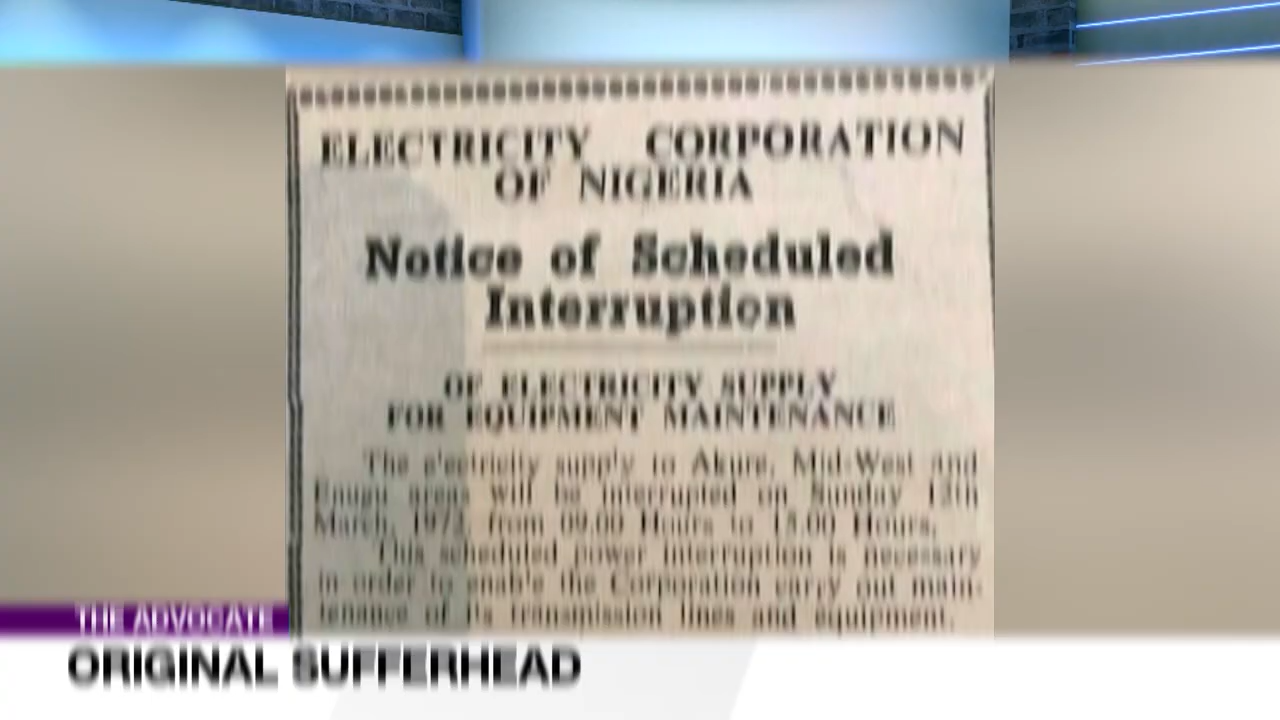 ELECTRICITY CORPORATION
OF NIGERIA
Notice of Scheduled
Interruption
OF ELECTRICITY SUPPLY
FOR EQUIPMENT MAINTENANCE
The electricity supply to Akure, Mid-West and
Enugu areas will be interrupted on Sunday 12th
March, 1972 from 09.00 Hours to 15.00 Hours.
This scheduled power interruption is necessary
in order to enable the Corporation carry out main-
tenance of its transmission lines and equipment.
THE ADVOCATE
ORIGINAL SUFFERHEAD